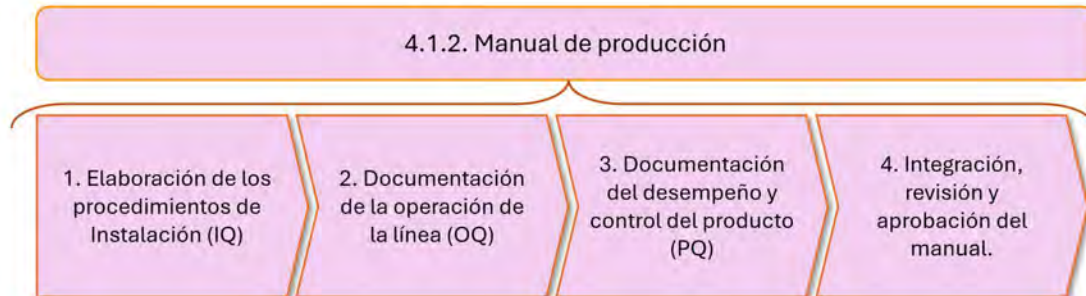 4.1.2. Manual de producción
1. Elaboración de los
procedimientos de
Instalación (IQ)
2. Documentación
de la operación de
la línea (OQ)
3. Documentación
del desempeño y
control del producto
(PQ)
4. Integración,
revisión y
aprobación del
manual.